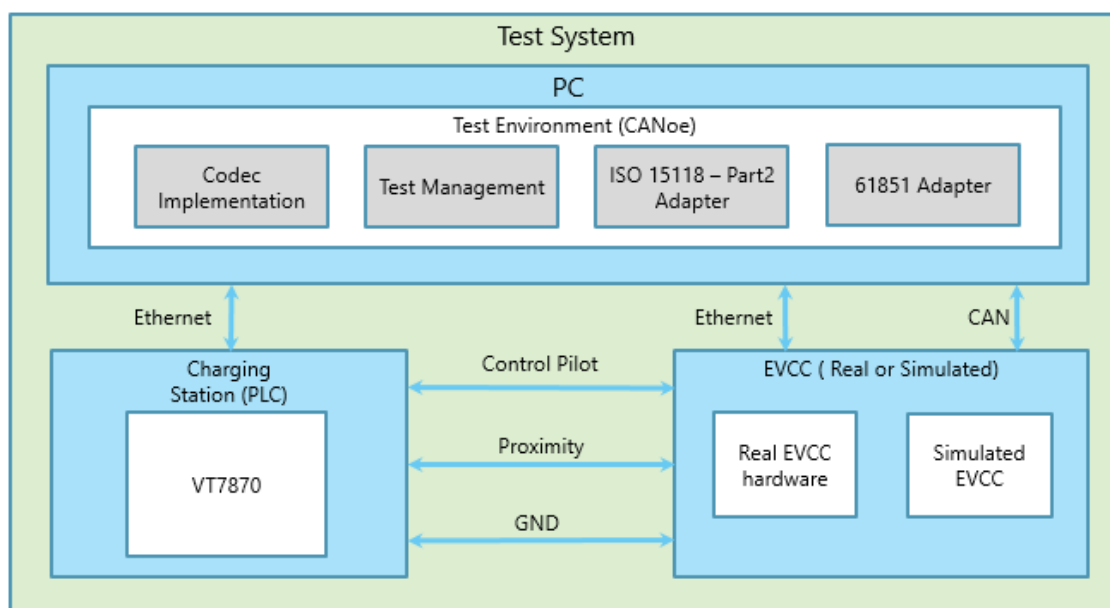 Test System
PC
Test Environment (CANoe)
Codec
Implementation
Test Management
ISO 15118 – Part2
Adapter
61851 Adapter
Ethernet
Ethernet
CAN
Charging
Station (PLC)
VT7870
Control Pilot
Proximity
GND
EVCC ( Real or Simulated)
Real EVCC
hardware
Simulated
EVCC